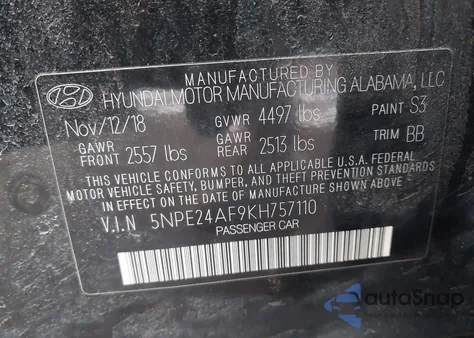 MANUFACTURED BY
HYUNDAI MOTOR MANUFACTURING ALABAMA, LLC
Nov/12/18 GVWR 4497 lbs PAINT S3
GAWR FRONT 2557 lbs GAWR REAR 2513 lbs TRIM BB
THIS VEHICLE CONFORMS TO ALL APPLICABLE U.S.A. FEDERAL
MOTOR VEHICLE SAFETY, BUMPER, AND THEFT PREVENTION STANDARDS
IN EFFECT ON THE DATE OF MANUFACTURE SHOWN ABOVE.
V.I.N 5NPE24AF9KH757110
PASSENGER CAR
autoSnap